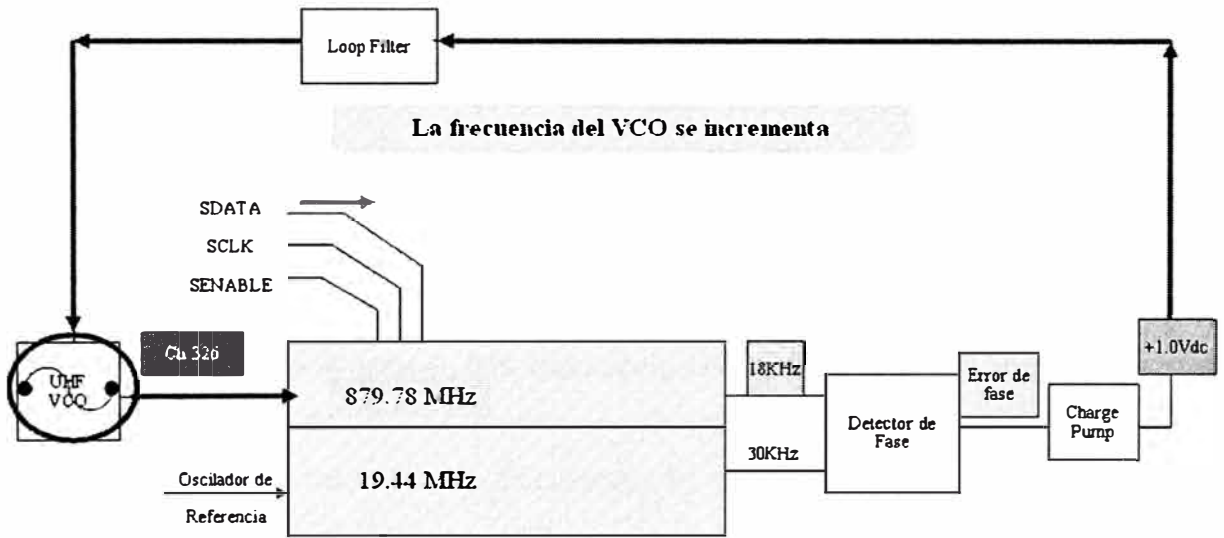 Loop Filter
La frecuencia del VCO se incrementa
SDATA
SCLK
SENABLE
Ch 326
+1.0Vdc
UHF
VCO
879.78 MHz
18KHz
Error de
fase
Detector de
Fase
Charge
Pump
30KHz
19.44 MHz
Oscilador de
Referencia